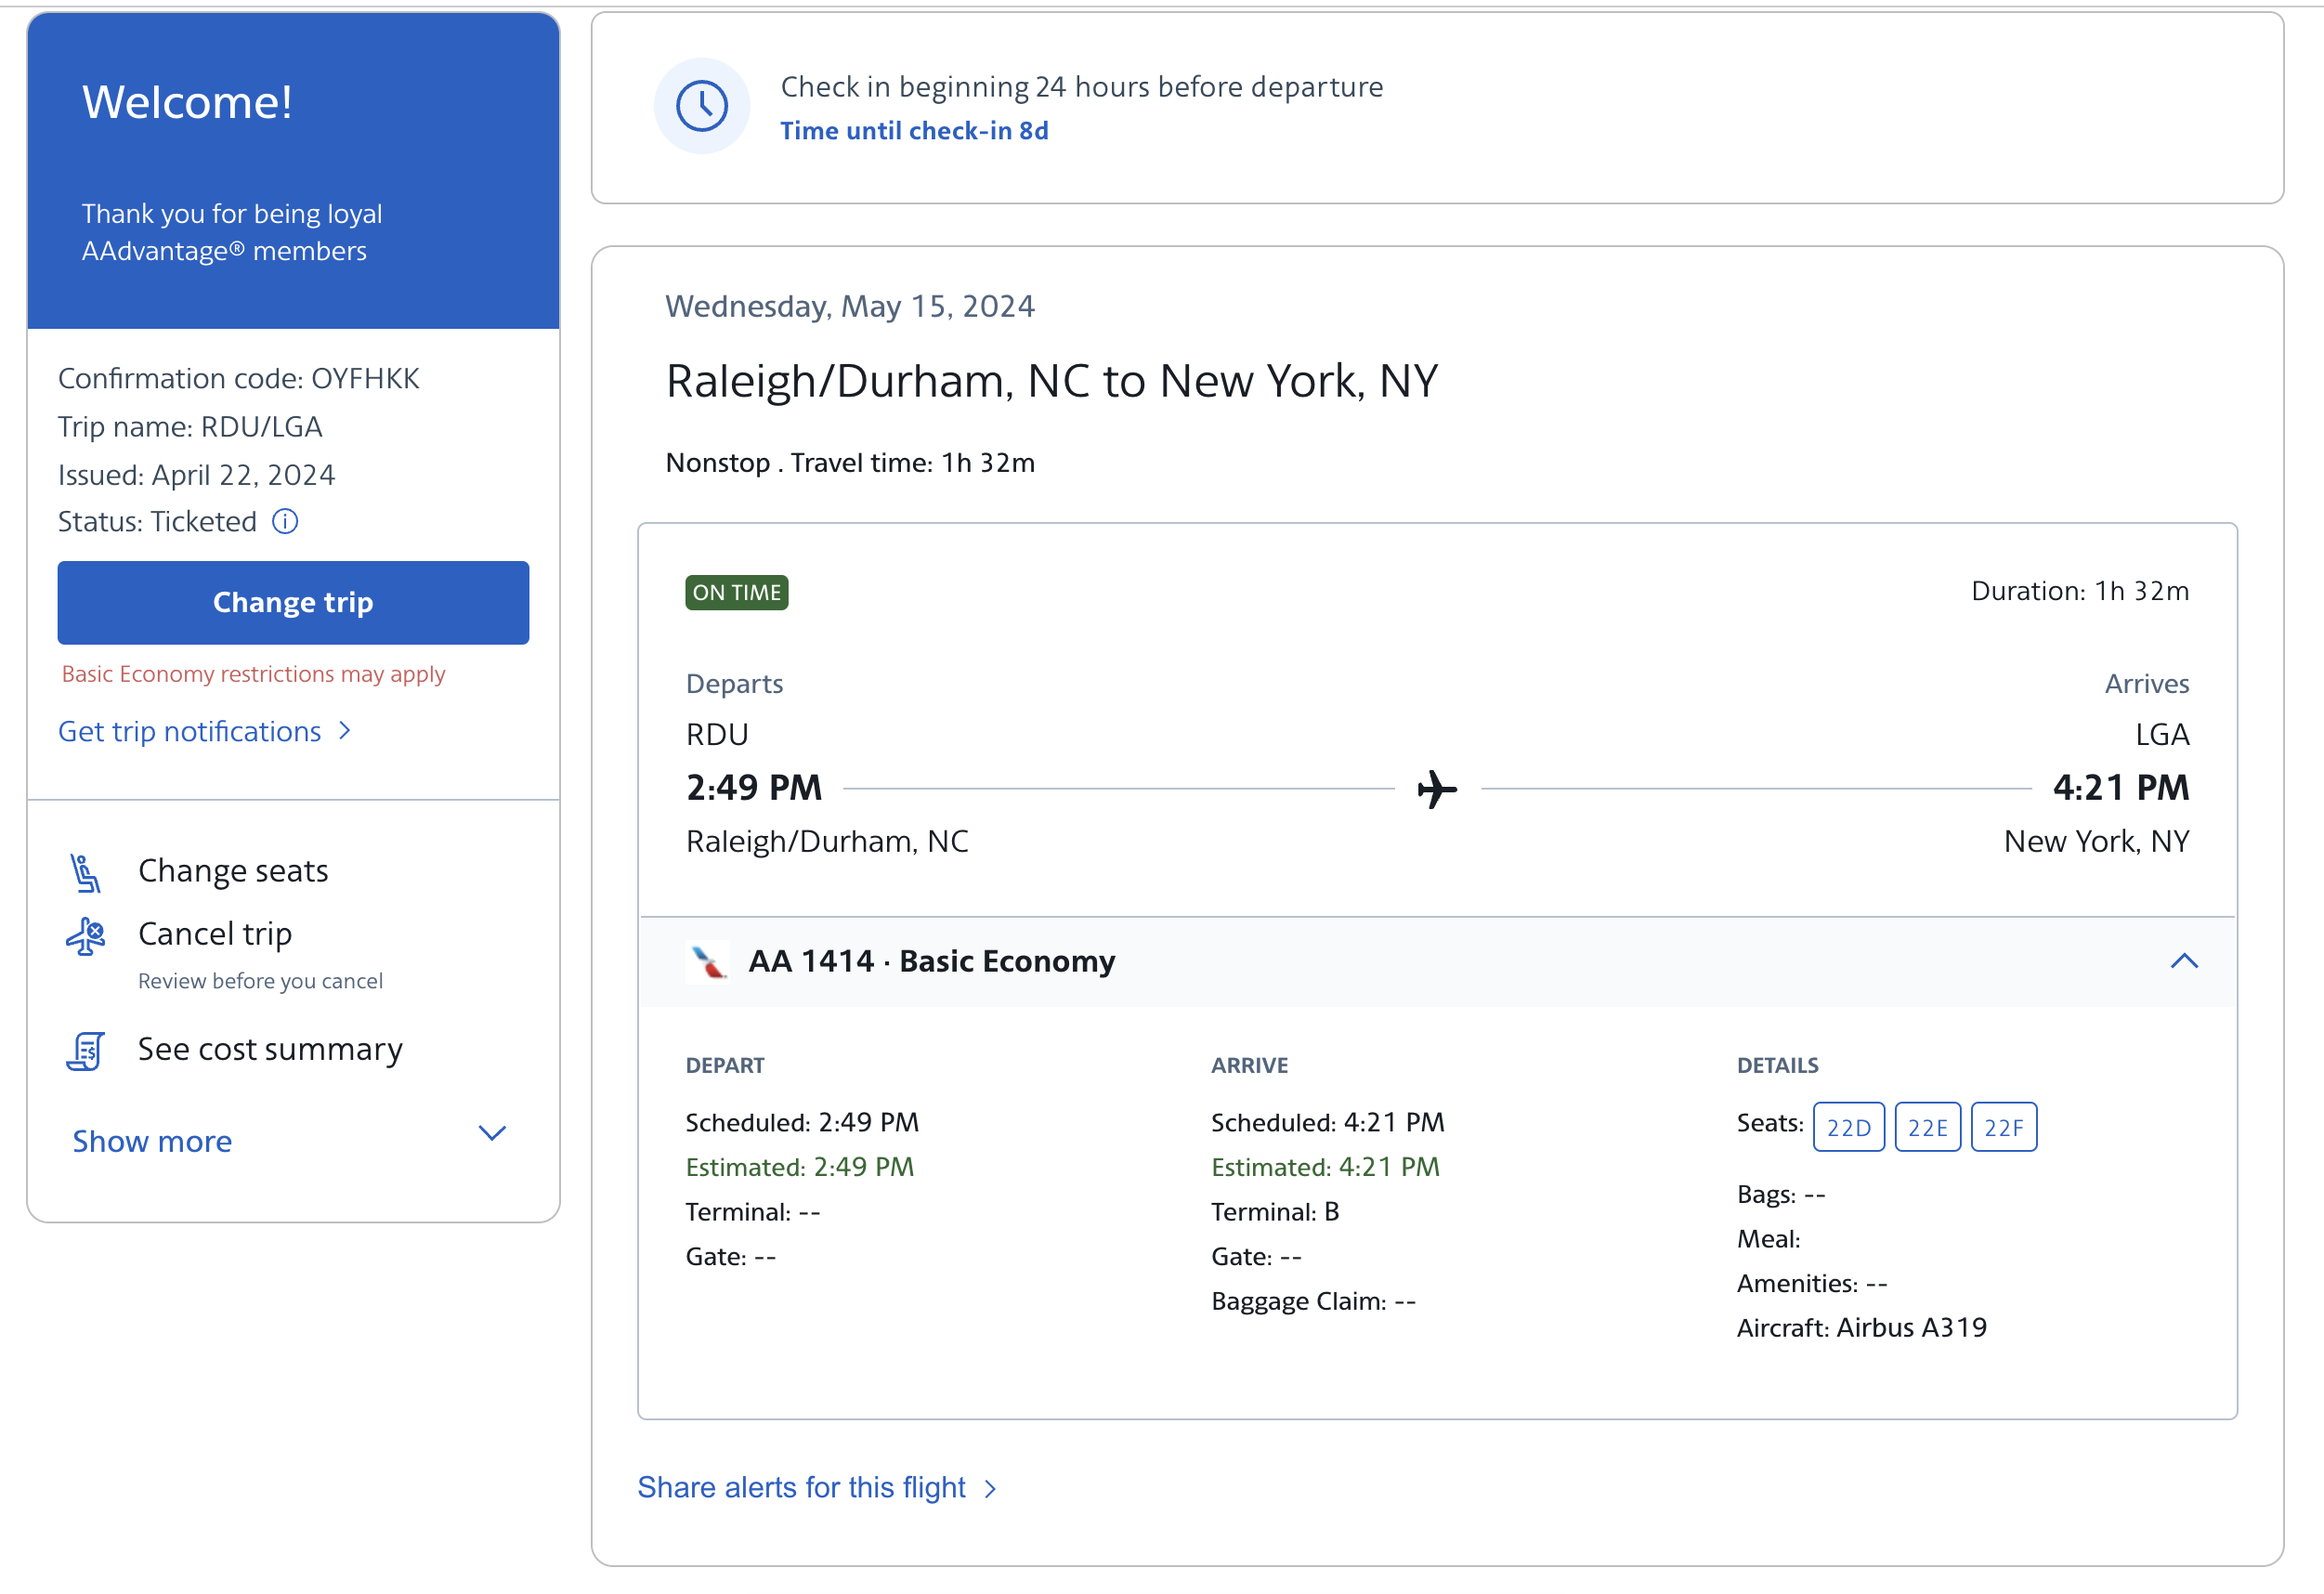 Welcome!
Thank you for being loyal
AAdvantage® members
Confirmation code: OYFHKK
Trip name: RDU/LGA
Issued: April 22, 2024
Status: Ticketed
Change trip
Basic Economy restrictions may apply
Get trip notifications
Change seats
Cancel trip
Review before you cancel
See cost summary
Show more
Check in beginning 24 hours before departure
Time until check-in 8d
Wednesday, May 15, 2024
Raleigh/Durham, NC to New York, NY
Nonstop . Travel time: 1h 32m
ON TIME
Duration: 1h 32m
Departs
Arrives
RDU
LGA
2:49 PM
4:21 PM
Raleigh/Durham, NC
New York, NY
AA 1414 · Basic Economy
DEPART
Scheduled: 2:49 PM
Estimated: 2:49 PM
Terminal: --
Gate: --
ARRIVE
Scheduled: 4:21 PM
Estimated: 4:21 PM
Terminal: B
Gate: --
Baggage Claim: --
DETAILS
Seats: 22D 22E 22F
Bags: --
Meal:
Amenities: --
Aircraft: Airbus A319
Share alerts for this flight